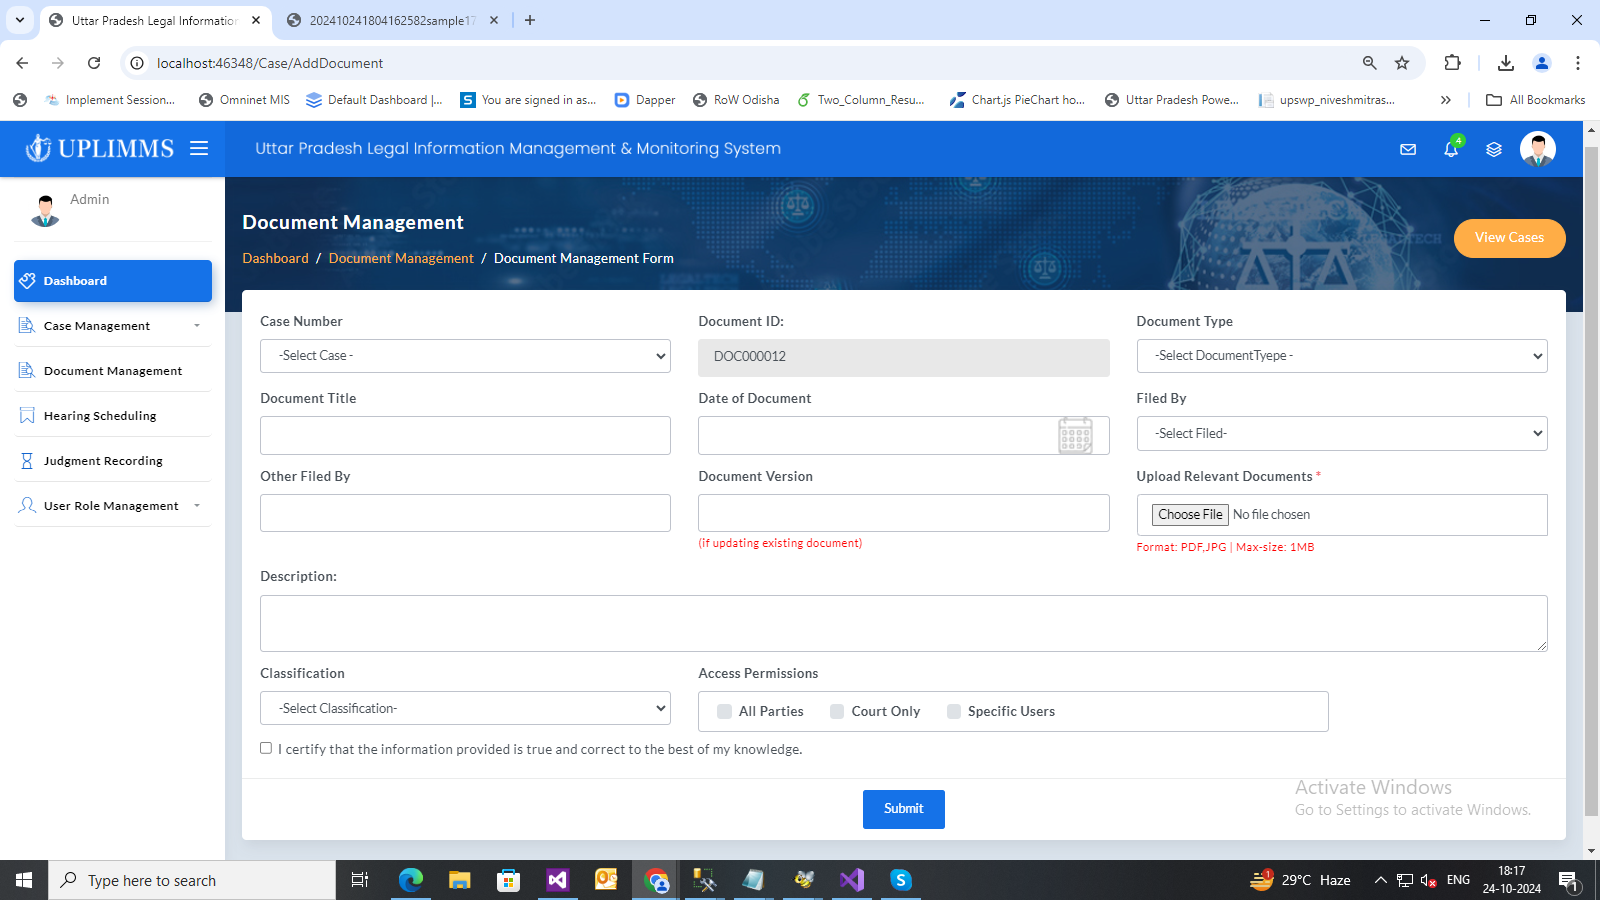 Uttar Pradesh Legal Information
202410241804162582sample17
localhost:46348/Case/AddDocument
Implement Session...
Omninet MIS
Default Dashboard |...
You are signed in as...
Dapper
RoW Odisha
Two_Column_Resu...
Chart.js PieChart ho...
Uttar Pradesh Powe...
upswp_niveshmitras...
All Bookmarks
UPLIMMS
Uttar Pradesh Legal Information Management & Monitoring System
4
Admin
Document Management
Dashboard / Document Management / Document Management Form
View Cases
Dashboard
Case Management
Document Management
Hearing Scheduling
Judgment Recording
User Role Management
Case Number
Document ID:
Document Type
-Select Case -
DOC000012
-Select DocumentTyepe -
Document Title
Date of Document
Filed By
-Select Filed-
Other Filed By
Document Version
Upload Relevant Documents *
Choose File No file chosen
(if updating existing document)
Format: PDF,JPG | Max-size: 1MB
Description:
Classification
Access Permissions
-Select Classification-
All Parties
Court Only
Specific Users
I certify that the information provided is true and correct to the best of my knowledge.
Submit
Activate Windows
Go to Settings to activate Windows.
Type here to search
1
29°C Haze
ENG
18:17
24-10-2024
1